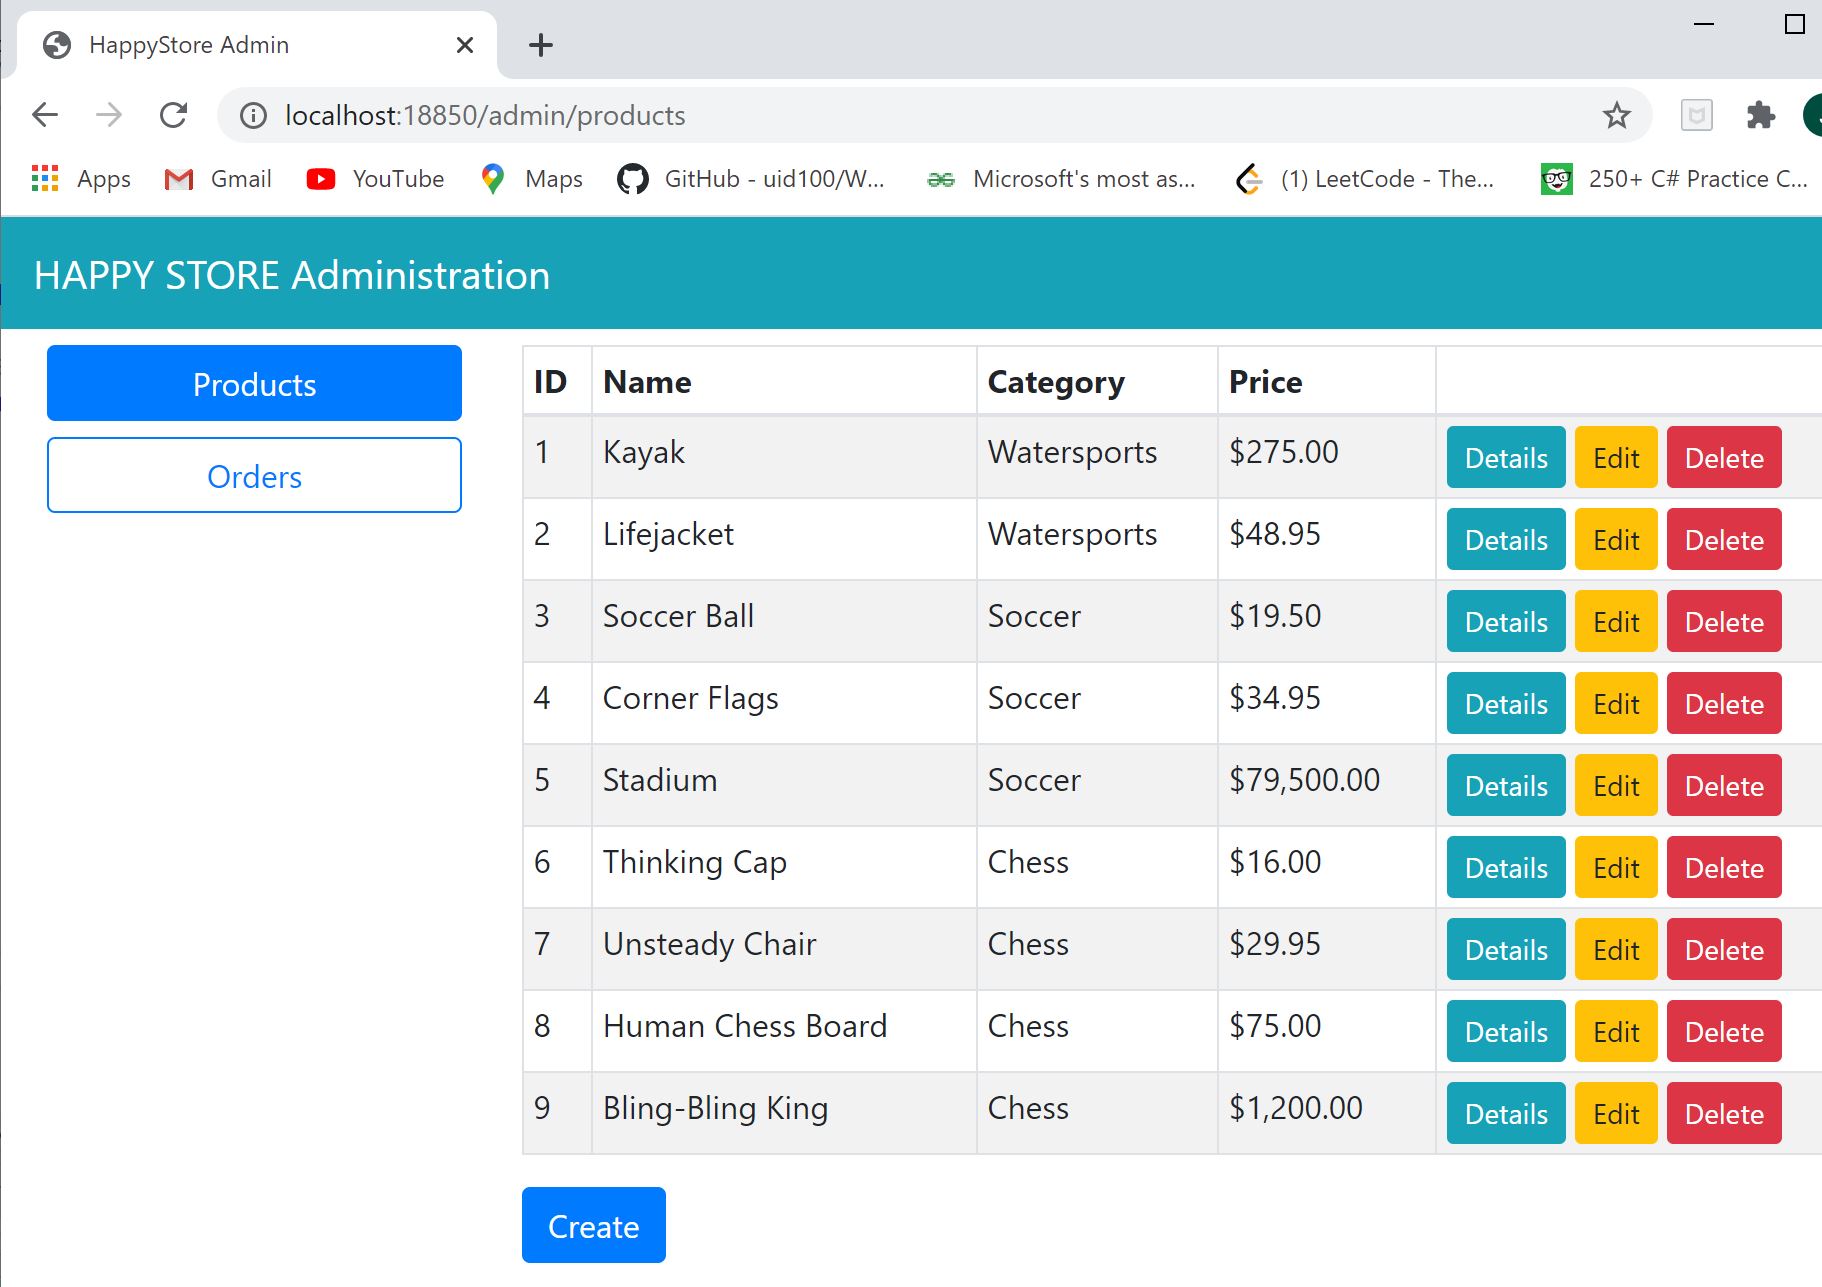 HappyStore Admin
localhost:18850/admin/products
Apps Gmail YouTube Maps GitHub - uid100/W... Microsoft's most as... (1) LeetCode - The... 250+ C# Practice C...
HAPPY STORE Administration
Products
Orders
ID Name Category Price
1 Kayak Watersports $275.00 Details Edit Delete
2 Lifejacket Watersports $48.95 Details Edit Delete
3 Soccer Ball Soccer $19.50 Details Edit Delete
4 Corner Flags Soccer $34.95 Details Edit Delete
5 Stadium Soccer $79,500.00 Details Edit Delete
6 Thinking Cap Chess $16.00 Details Edit Delete
7 Unsteady Chair Chess $29.95 Details Edit Delete
8 Human Chess Board Chess $75.00 Details Edit Delete
9 Bling-Bling King Chess $1,200.00 Details Edit Delete
Create